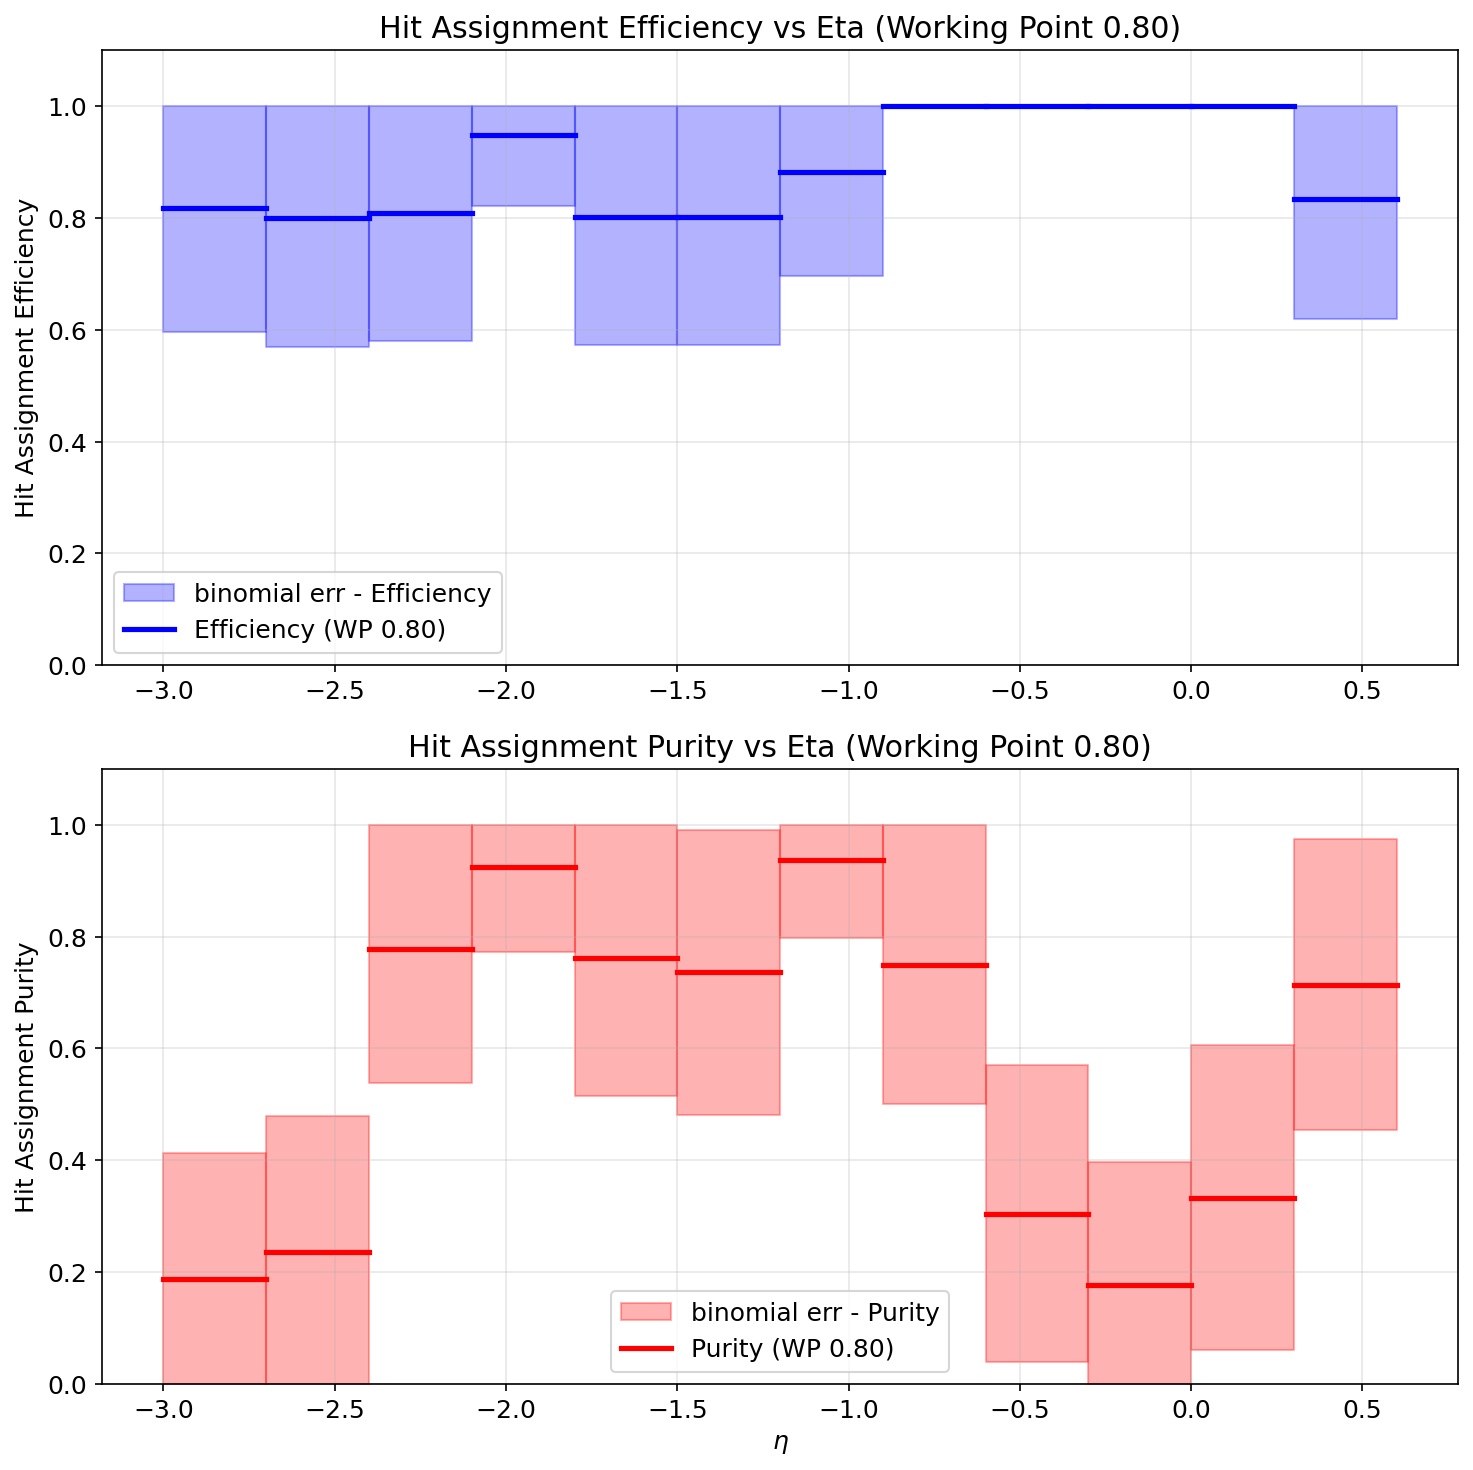 Hit Assignment Efficiency vs Eta (Working Point 0.80)
Hit Assignment Efficiency
1.0
0.8
0.6
0.4
0.2
0.0
binomial err - Efficiency
Efficiency (WP 0.80)
−3.0 −2.5 −2.0 −1.5 −1.0 −0.5 0.0 0.5
Hit Assignment Purity vs Eta (Working Point 0.80)
Hit Assignment Purity
1.0
0.8
0.6
0.4
0.2
0.0
binomial err - Purity
Purity (WP 0.80)
−3.0 −2.5 −2.0 −1.5 −1.0 −0.5 0.0 0.5
η